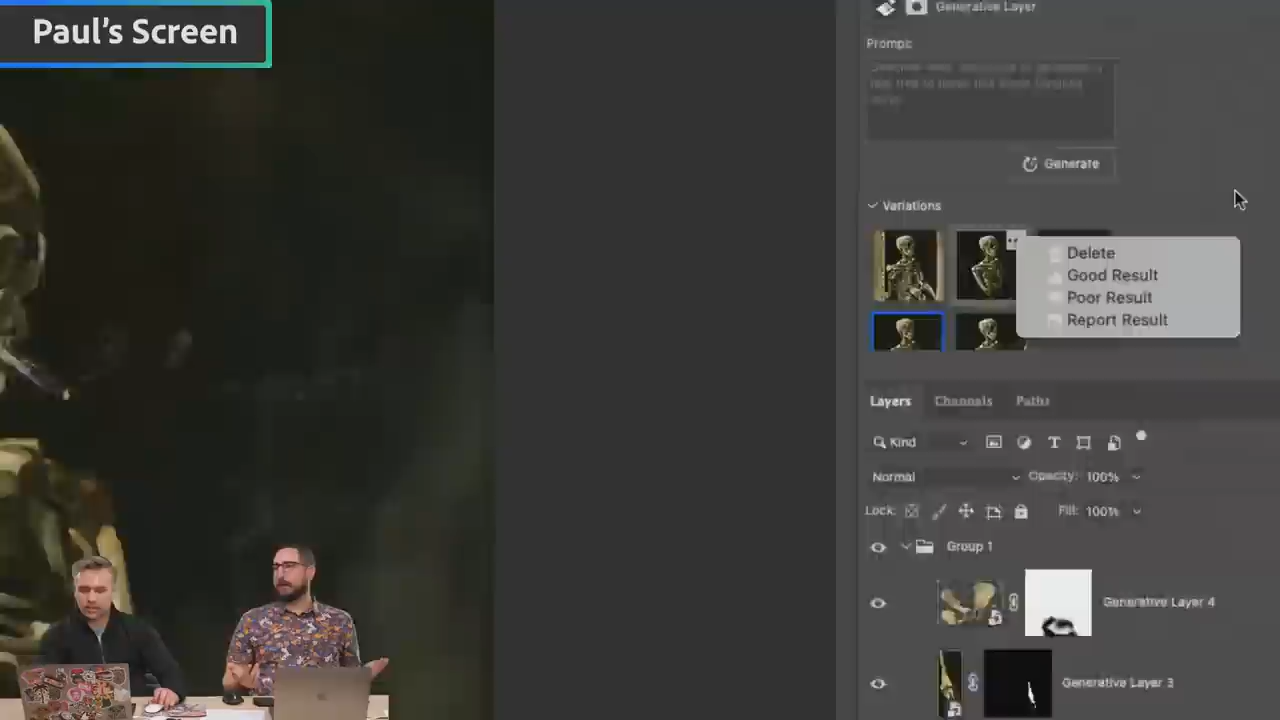 Paul's Screen
Generative Layer
Prompt:
Generate
Variations
Delete
Good Result
Poor Result
Report Result
Layers Channels Paths
Kind
Normal Opacity: 100%
Lock: Fill: 100%
Group 1
Generative Layer 4
Generative Layer 3